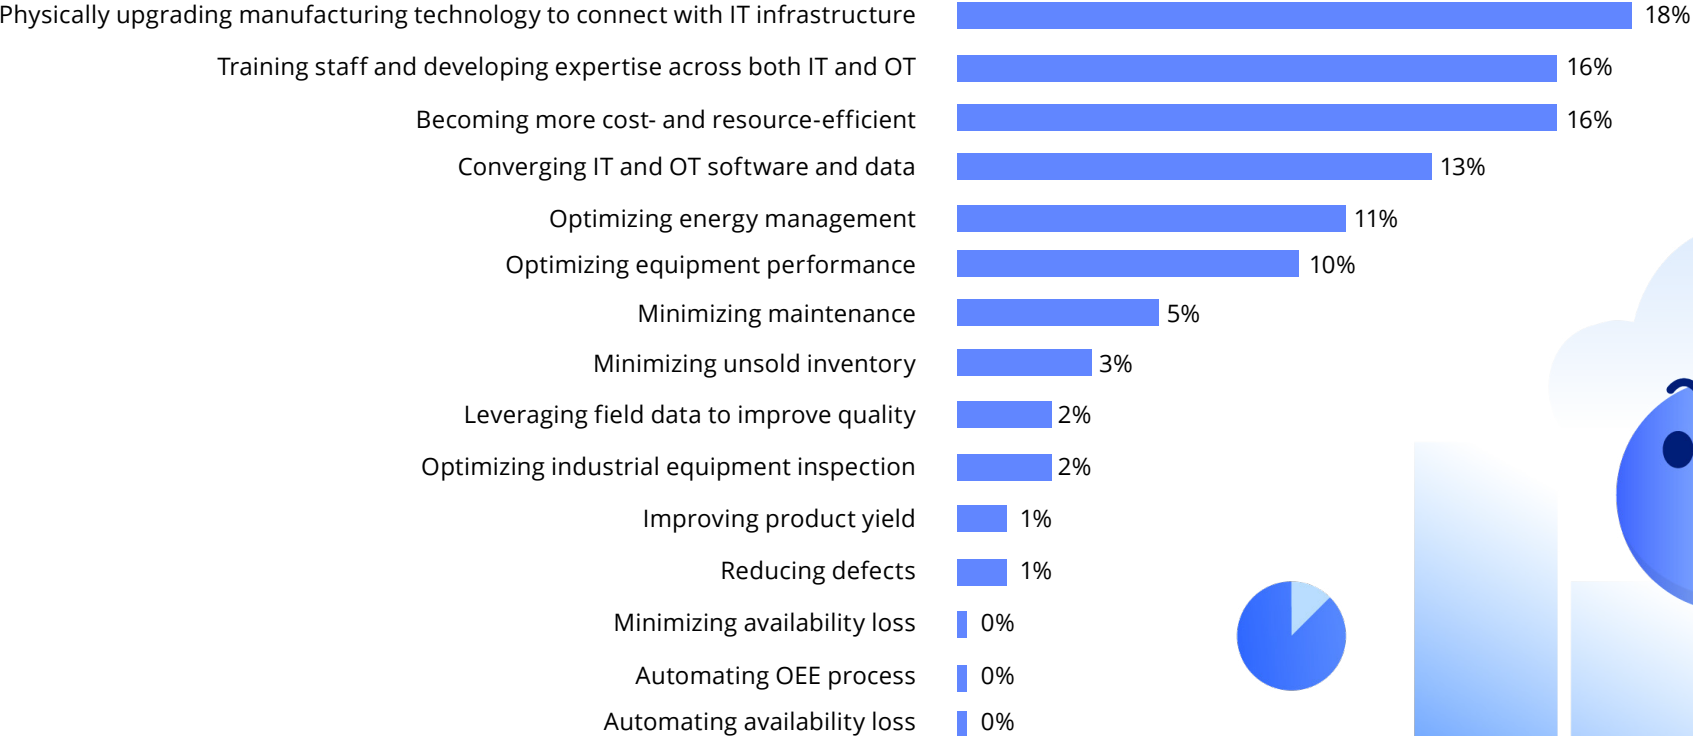 Physically upgrading manufacturing technology to connect with IT infrastructure 18%
Training staff and developing expertise across both IT and OT 16%
Becoming more cost- and resource-efficient 16%
Converging IT and OT software and data 13%
Optimizing energy management 11%
Optimizing equipment performance 10%
Minimizing maintenance 5%
Minimizing unsold inventory 3%
Leveraging field data to improve quality 2%
Optimizing industrial equipment inspection 2%
Improving product yield 1%
Reducing defects 1%
Minimizing availability loss 0%
Automating OEE process 0%
Automating availability loss 0%